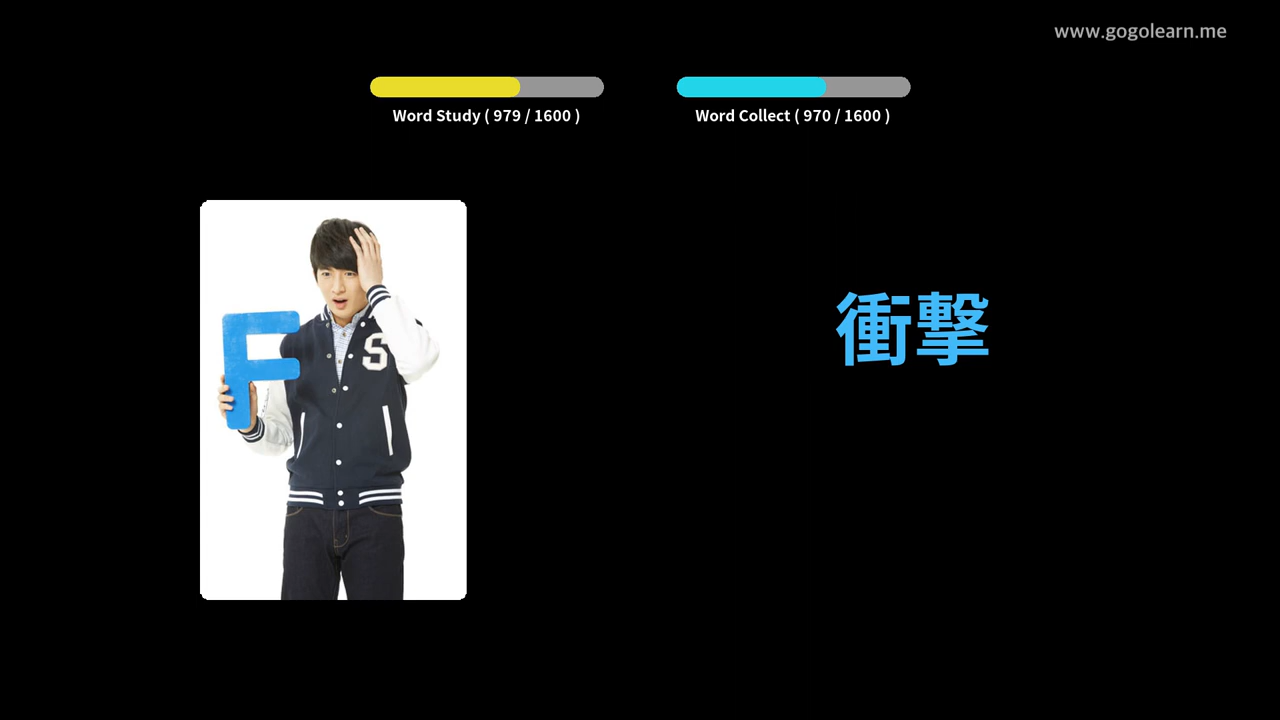 www.gogolearn.me
Word Study ( 979 / 1600 )
Word Collect ( 970 / 1600 )
F
S
衝撃